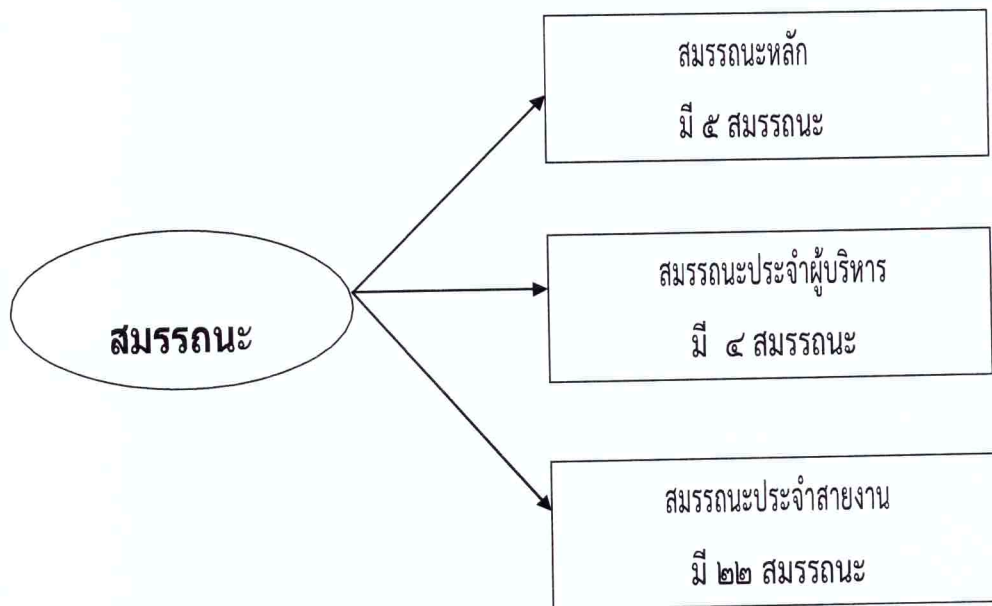 สมรรถนะ
สมรรถนะหลัก
มี ๕ สมรรถนะ
สมรรถนะประจำผู้บริหาร
มี ๔ สมรรถนะ
สมรรถนะประจำสายงาน
มี ๒๒ สมรรถนะ